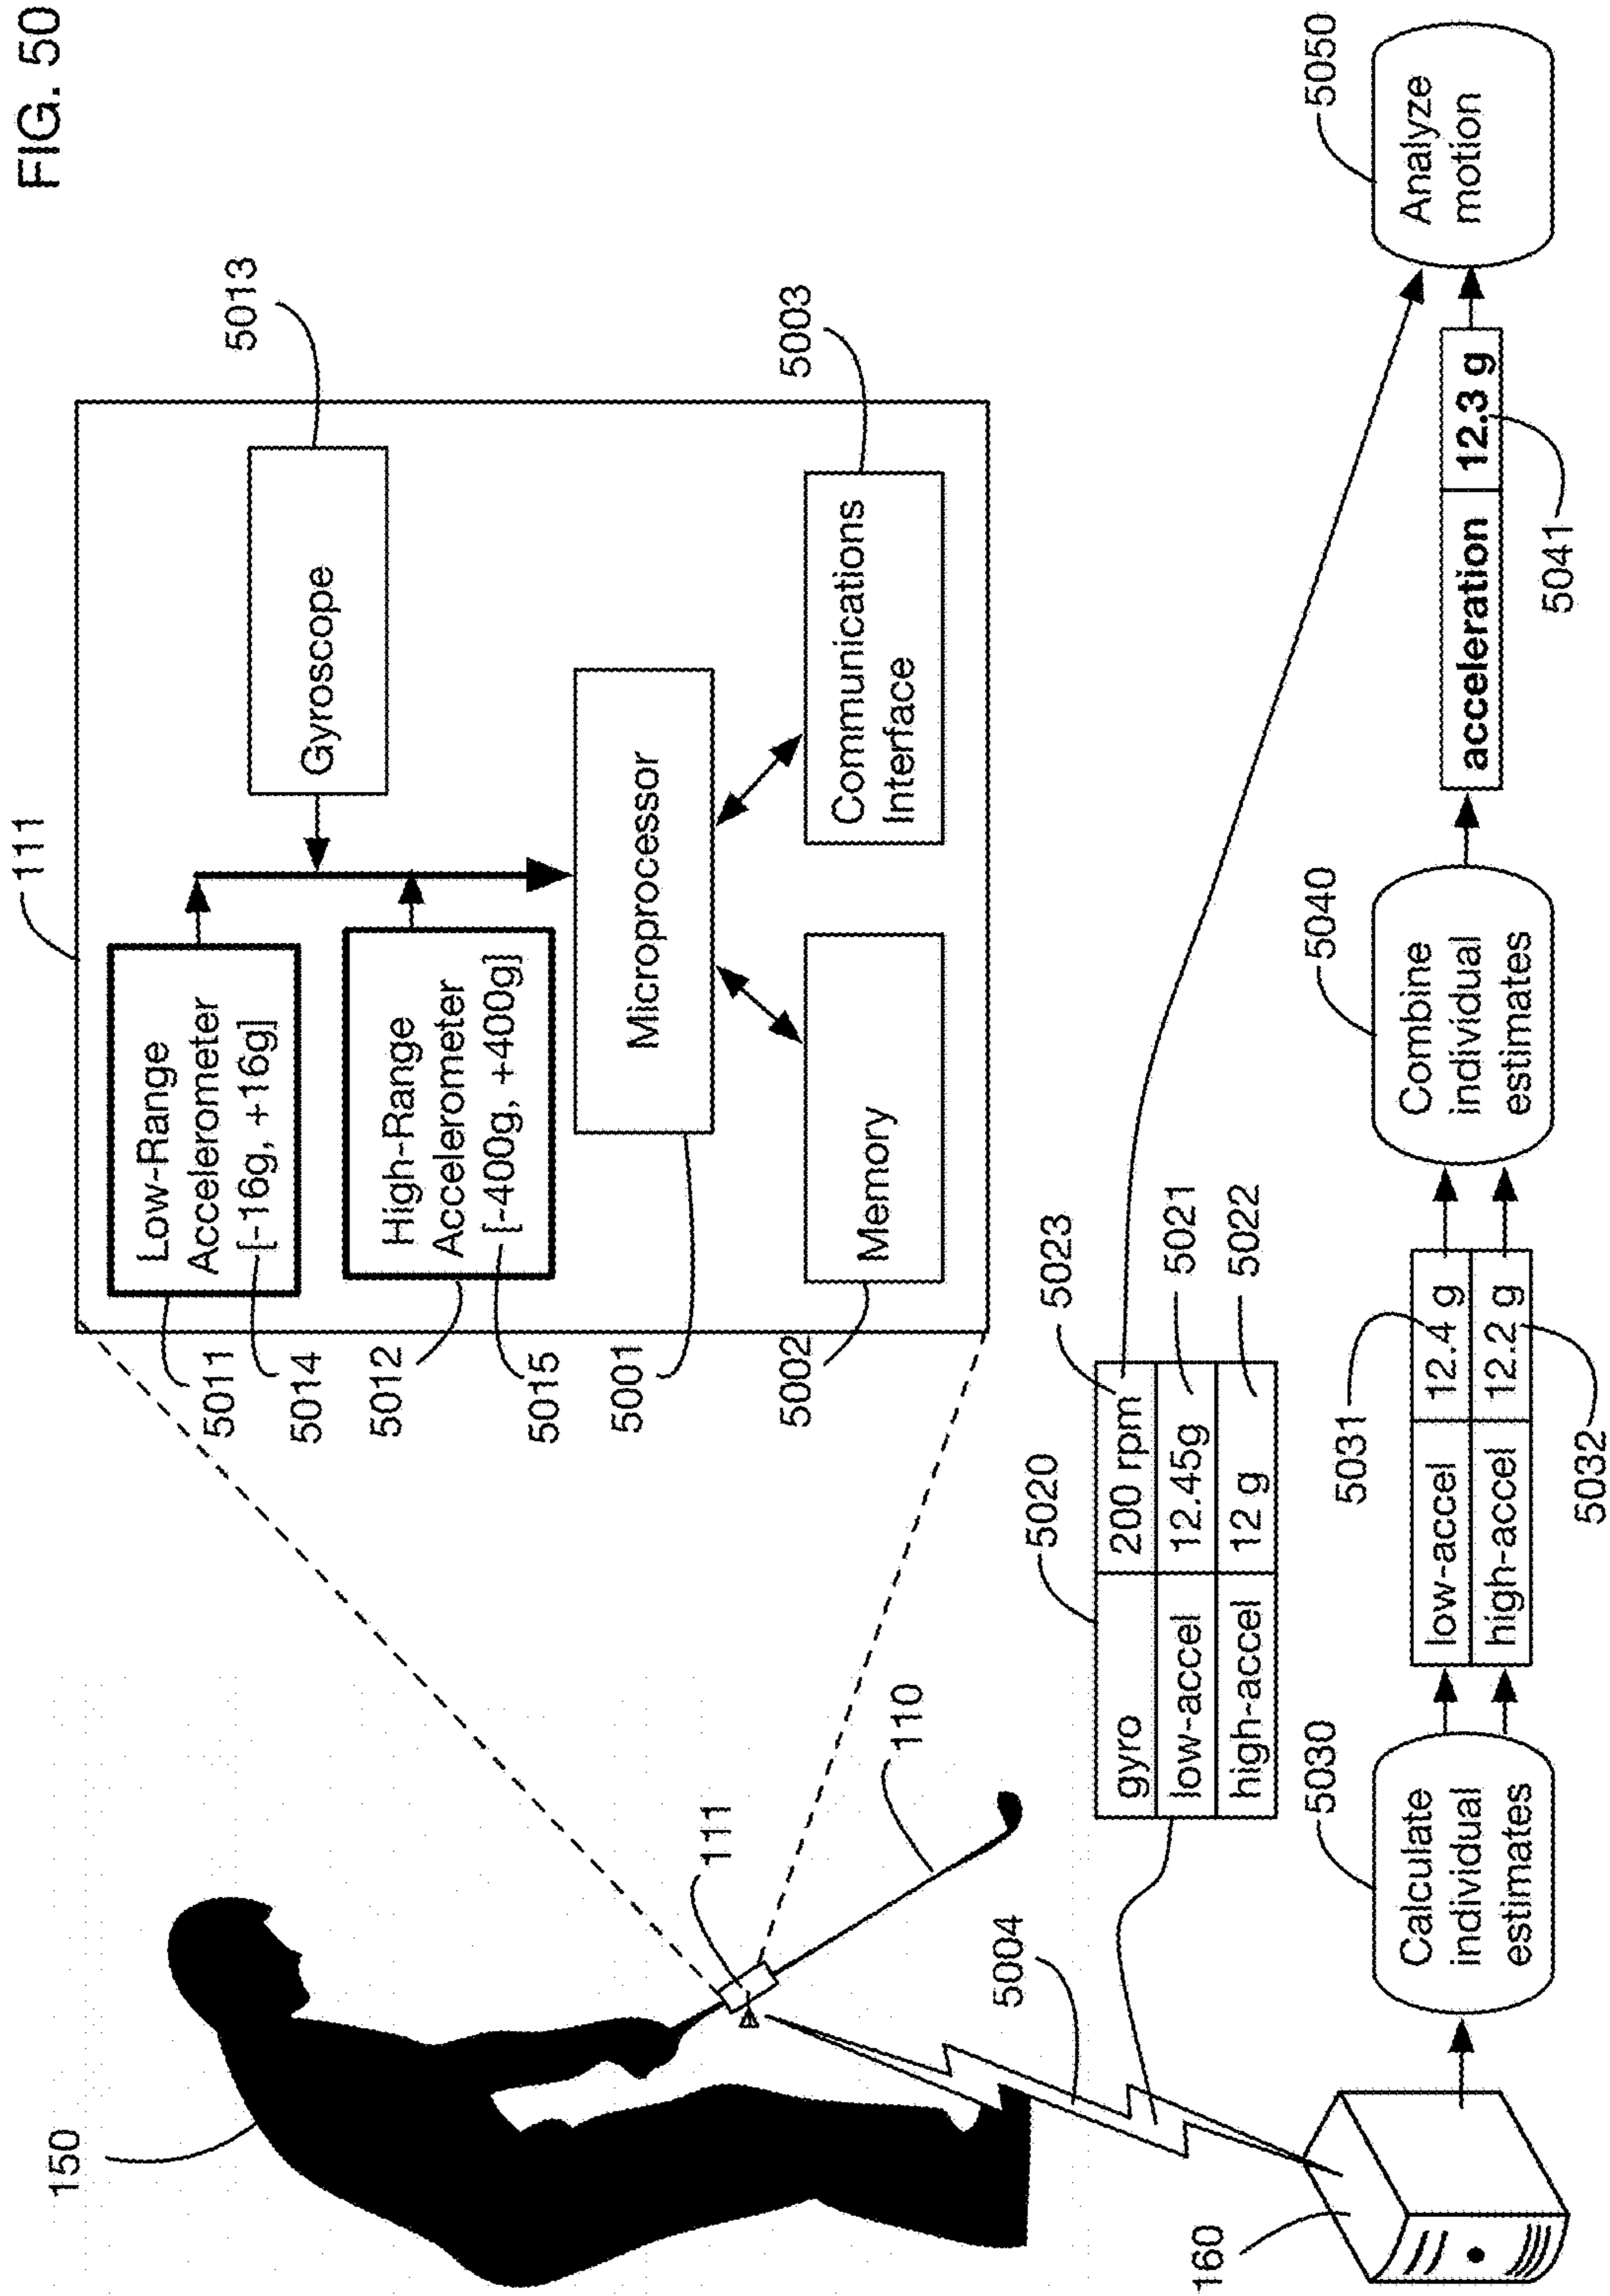 FIG. 50
111
Low-Range
Accelerometer
[-16g, +16g]
High-Range
Accelerometer
[-400g, +400g]
Gyroscope
5013
Microprocessor
Memory
Communications
Interface
5003
5011
5014
5012
5015
5001
5002
150
111
110
5004
160
5020
gyro 200 rpm
low-accel 12.45g
high-accel 12 g
5023
5021
5022
5030
Calculate
individual
estimates
5031
low-accel 12.4 g
high-accel 12.2 g
5032
5040
Combine
individual
estimates
acceleration 12.3 g
5041
5050
Analyze
motion